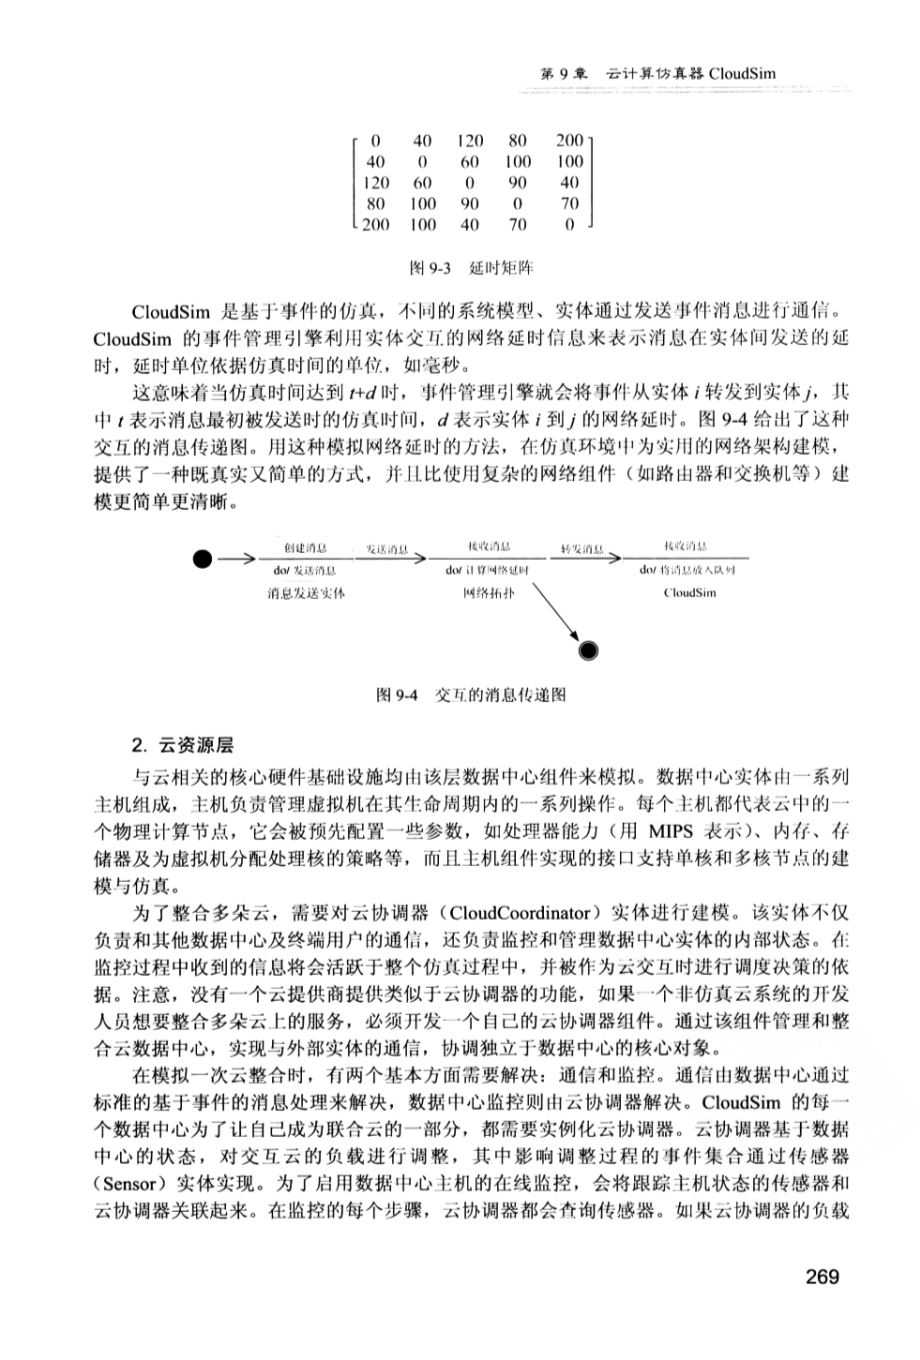 第 9 章 云计算仿真器 CloudSim
0 40 120 80 200
40 0 60 100 100
120 60 0 90 40
80 100 90 0 70
200 100 40 70 0
图 9-3 延时矩阵
CloudSim 是基于事件的仿真，不同的系统模型、实体通过发送事件消息进行通信。
CloudSim 的事件管理引擎利用实体交互的网络延时信息来表示消息在实体间发送的延
时，延时单位依据仿真时间的单位，如毫秒。
这意味着当仿真时间达到 t+d 时，事件管理引擎就会将事件从实体 i 转发到实体 j，其
中 t 表示消息最初被发送时的仿真时间，d 表示实体 i 到 j 的网络延时。图 9-4 给出了这种
交互的消息传递图。用这种模拟网络延时的方法，在仿真环境中为实用的网络架构建模，
提供了一种既真实又简单的方式，并且比使用复杂的网络组件（如路由器和交换机等）建
模更简单更清晰。
创建消息 发送消息 接收消息 转发消息 接收消息
do/ 发送消息 do/ 计算网络延时 do/ 将消息放入队列
消息发送实体 网络拓扑 CloudSim
图 9-4 交互的消息传递图
2. 云资源层
与云相关的核心硬件基础设施均由该层数据中心组件来模拟。数据中心实体由一系列
主机组成，主机负责管理虚拟机在其生命周期内的一系列操作。每个主机都代表云中的一
个物理计算节点，它会被预先配置一些参数，如处理器能力（用 MIPS 表示）、内存、存
储器及为虚拟机分配处理核的策略等，而且主机组件实现的接口支持单核和多核节点的建
模与仿真。
为了整合多朵云，需要对云协调器（CloudCoordinator）实体进行建模。该实体不仅
负责和其他数据中心及终端用户的通信，还负责监控和管理数据中心实体的内部状态。在
监控过程中收到的信息将会活跃于整个仿真过程中，并被作为云交互时进行调度决策的依
据。注意，没有一个云提供商提供类似于云协调器的功能，如果一个非仿真云系统的开发
人员想要整合多朵云上的服务，必须开发一个自己的云协调器组件。通过该组件管理和整
合云数据中心，实现与外部实体的通信，协调独立于数据中心的核心对象。
在模拟一次云整合时，有两个基本方面需要解决：通信和监控。通信由数据中心通过
标准的基于事件的消息处理来解决，数据中心监控则由云协调器解决。CloudSim 的每一
个数据中心为了让自己成为联合云的一部分，都需要实例化云协调器。云协调器基于数据
中心的状态，对交互云的负载进行调整，其中影响调整过程的事件集合通过传感器
（Sensor）实体实现。为了启用数据中心主机的在线监控，会将跟踪主机状态的传感器和
云协调器关联起来。在监控的每个步骤，云协调器都会查询传感器。如果云协调器的负载
269